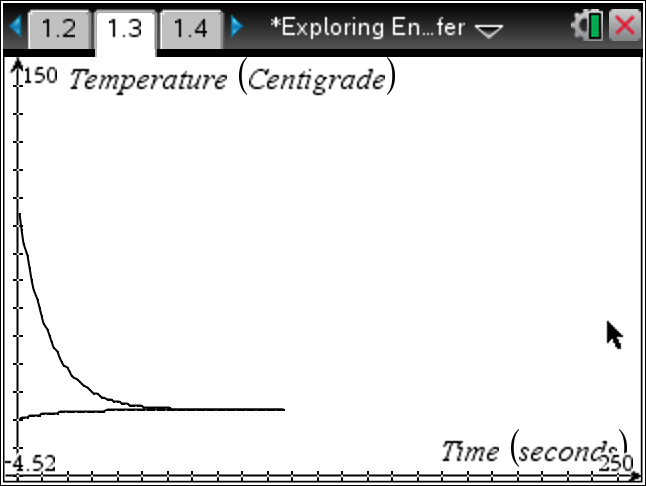 1.2 1.3 1.4 *Exploring En...fer
150 Temperature (Centigrade)
Time (seconds)
-4.52 250